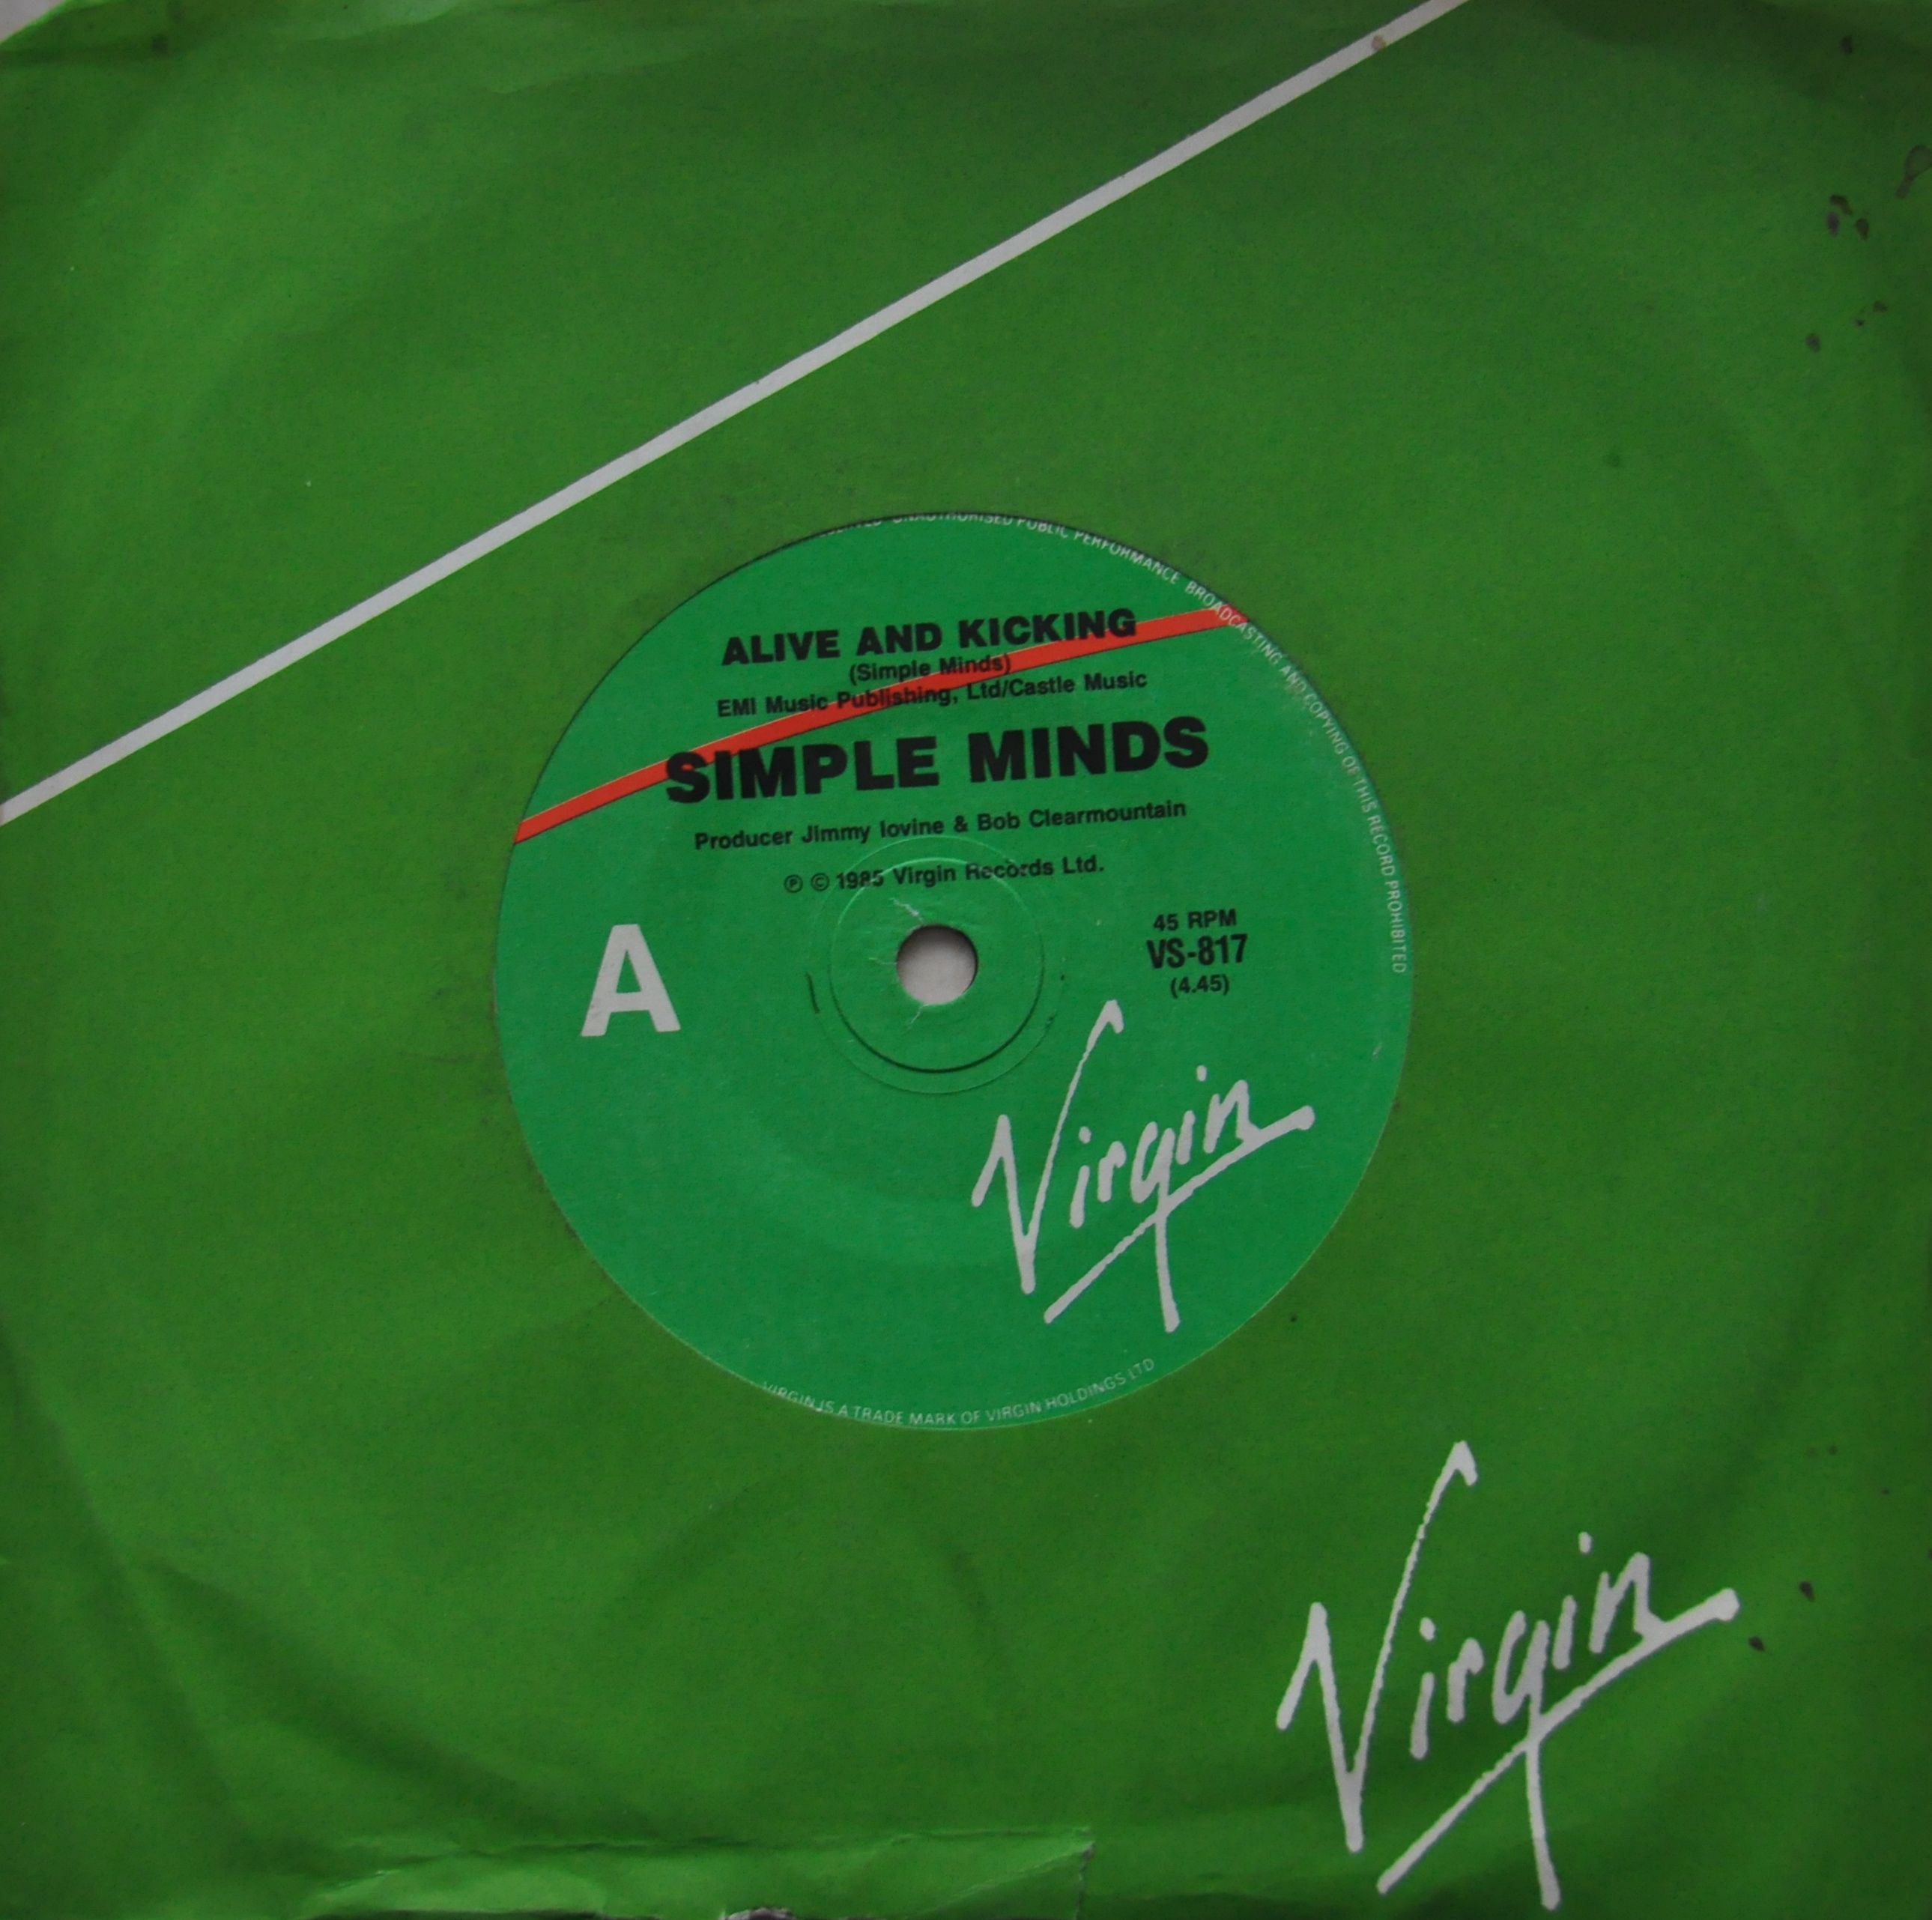 UNAUTHORISED PUBLIC PERFORMANCE BROADCASTING AND COPYING OF THIS RECORD PROHIBITED
ALIVE AND KICKING
(Simple Minds)
EMI Music Publishing, Ltd/Castle Music
SIMPLE MINDS
Producer Jimmy Iovine & Bob Clearmountain
℗ © 1985 Virgin Records Ltd.
45 RPM
VS-817
(4.45)
A
Virgin
VIRGIN IS A TRADE MARK OF VIRGIN HOLDINGS LTD
Virgin